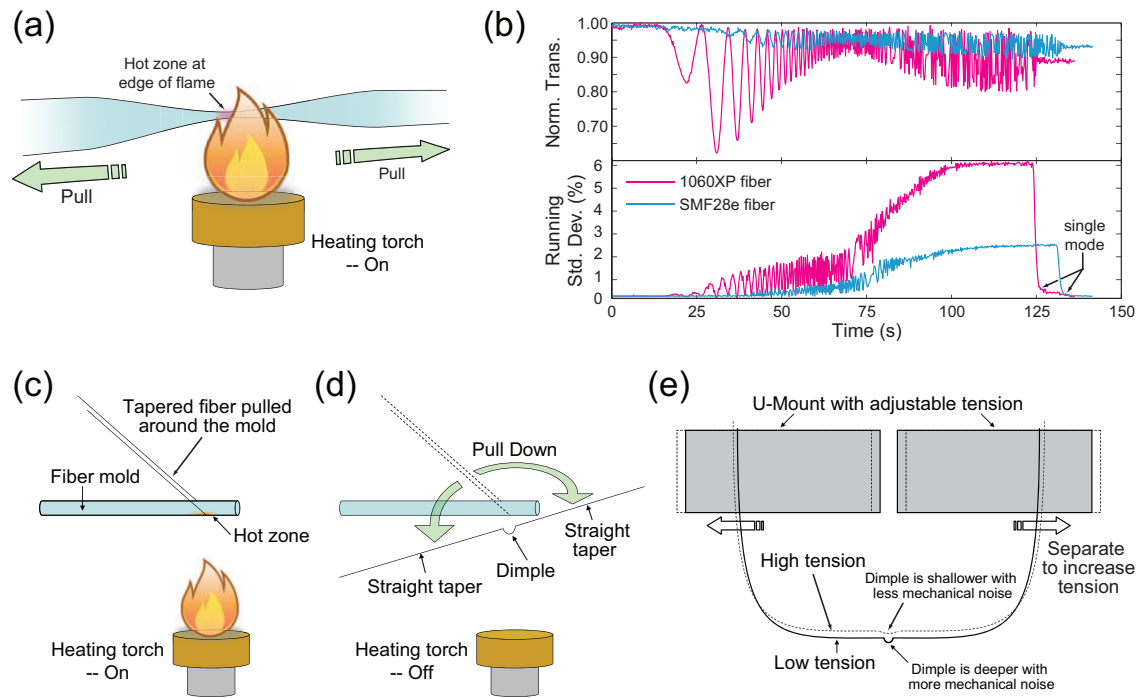 (a)
Hot zone at
edge of flame
Pull
Pull
Heating torch
-- On
(b)
Norm. Trans.
1.00
0.90
0.80
0.70
Running
Std. Dev. (%)
6
5
4
3
2
1
0
1060XP fiber
SMF28e fiber
single
mode
0
25
50
75
100
125
150
Time (s)
(c)
Tapered fiber pulled
around the mold
Fiber mold
Hot zone
Heating torch
-- On
(d)
Pull Down
Straight
taper
Straight taper
Dimple
Heating torch
-- Off
(e)
U-Mount with adjustable tension
Separate
to increase
tension
High tension
Dimple is shallower with
less mechanical noise
Low tension
Dimple is deeper with
more mechanical noise